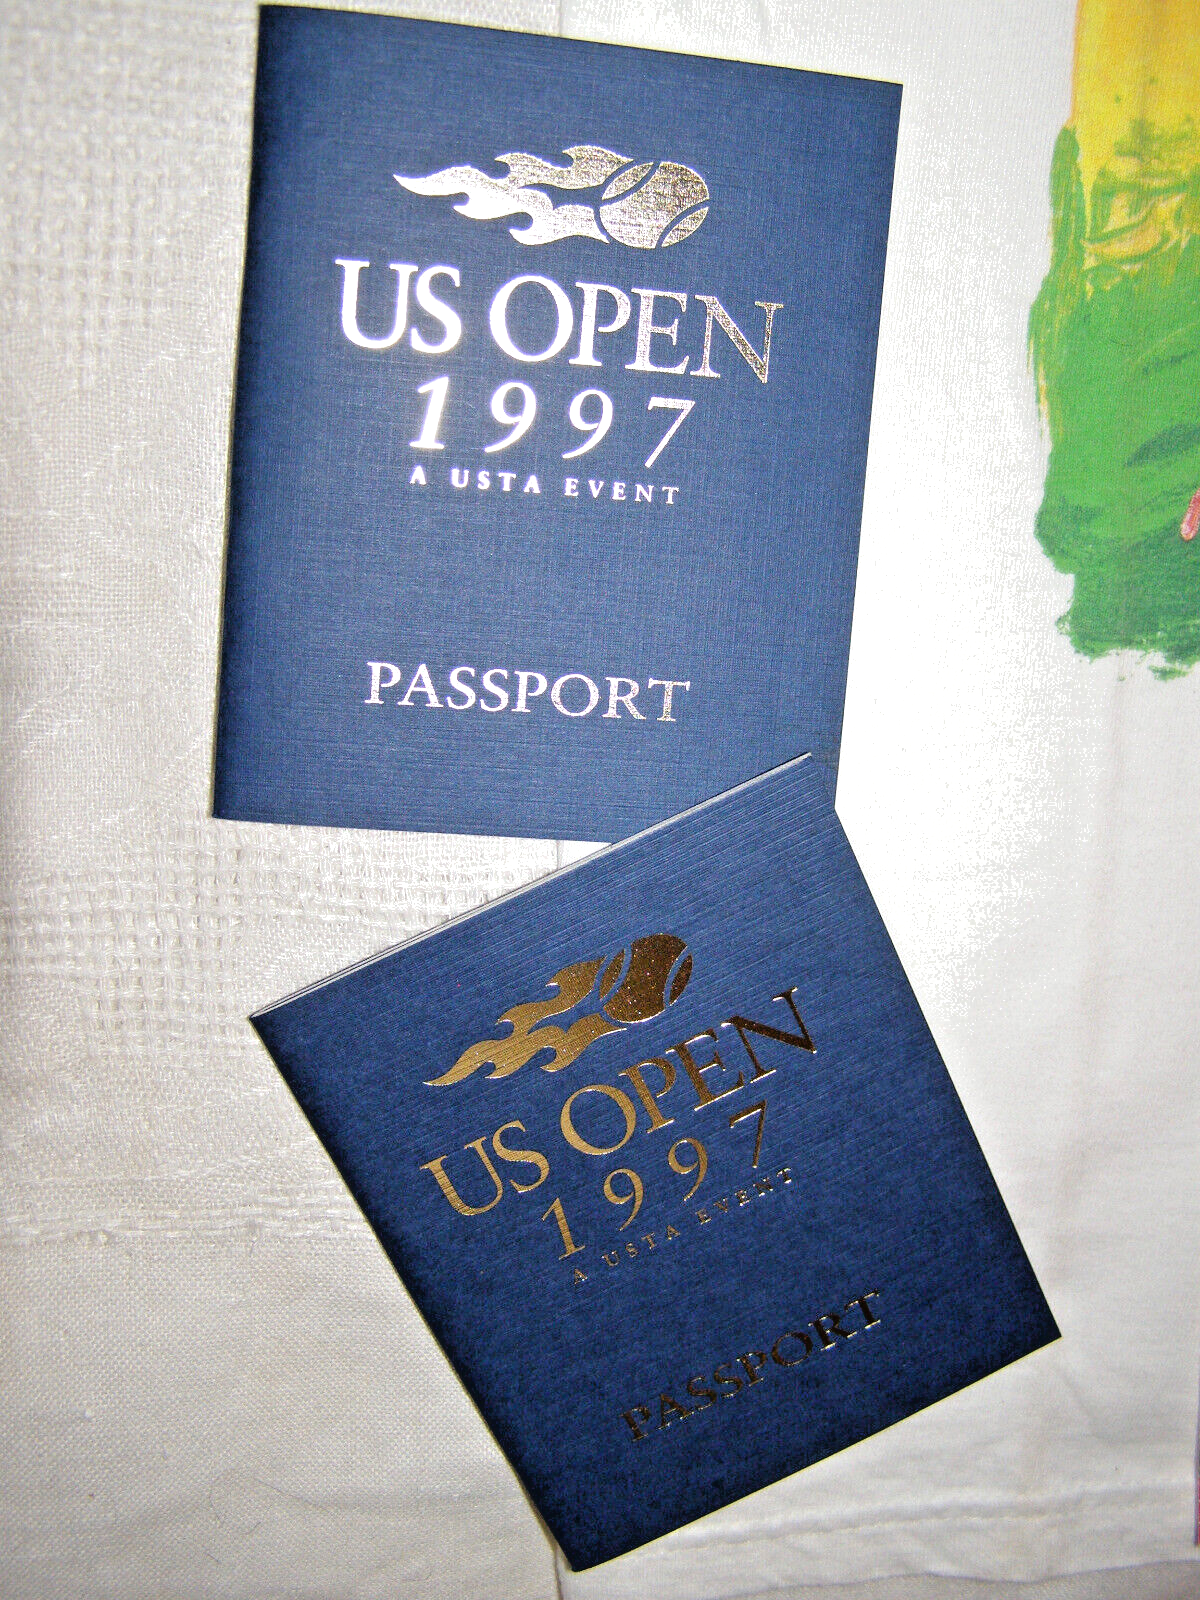 US OPEN
1997
A USTA EVENT
PASSPORT
US OPEN
1997
A USTA EVENT
PASSPORT